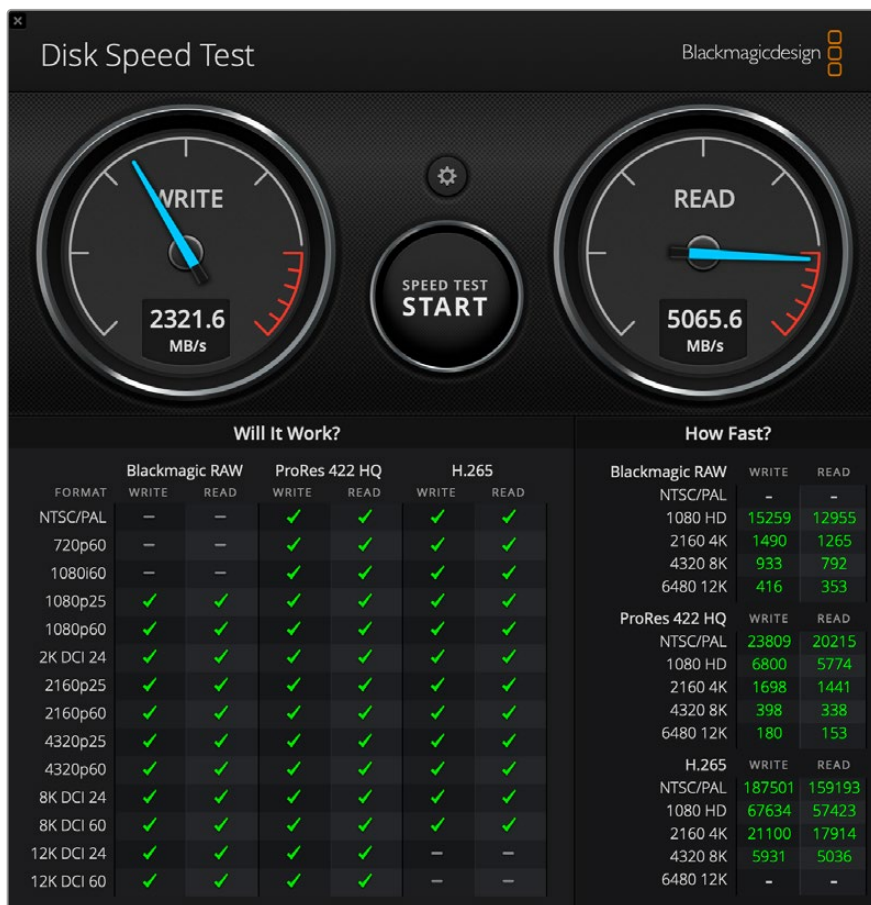 Disk Speed Test
Blackmagicdesign
WRITE
2321.6
MB/s
SPEED TEST
START
READ
5065.6
MB/s
Will It Work?
Blackmagic RAW ProRes 422 HQ H.265
FORMAT WRITE READ WRITE READ WRITE READ
NTSC/PAL — — ✓ ✓ ✓ ✓
720p60 — — ✓ ✓ ✓ ✓
1080i60 — — ✓ ✓ ✓ ✓
1080p25 ✓ ✓ ✓ ✓ ✓ ✓
1080p60 ✓ ✓ ✓ ✓ ✓ ✓
2K DCI 24 ✓ ✓ ✓ ✓ ✓ ✓
2160p25 ✓ ✓ ✓ ✓ ✓ ✓
2160p60 ✓ ✓ ✓ ✓ ✓ ✓
4320p25 ✓ ✓ ✓ ✓ ✓ ✓
4320p60 ✓ ✓ ✓ ✓ ✓ ✓
8K DCI 24 ✓ ✓ ✓ ✓ ✓ ✓
8K DCI 60 ✓ ✓ ✓ ✓ ✓ ✓
12K DCI 24 ✓ ✓ ✓ ✓ — —
12K DCI 60 ✓ ✓ ✓ ✓ — —
How Fast?
Blackmagic RAW WRITE READ
NTSC/PAL - -
1080 HD 15259 12955
2160 4K 1490 1265
4320 8K 933 792
6480 12K 416 353
ProRes 422 HQ WRITE READ
NTSC/PAL 23809 20215
1080 HD 6800 5774
2160 4K 1698 1441
4320 8K 398 338
6480 12K 180 153
H.265 WRITE READ
NTSC/PAL 187501 159193
1080 HD 67634 57423
2160 4K 21100 17914
4320 8K 5931 5036
6480 12K - -